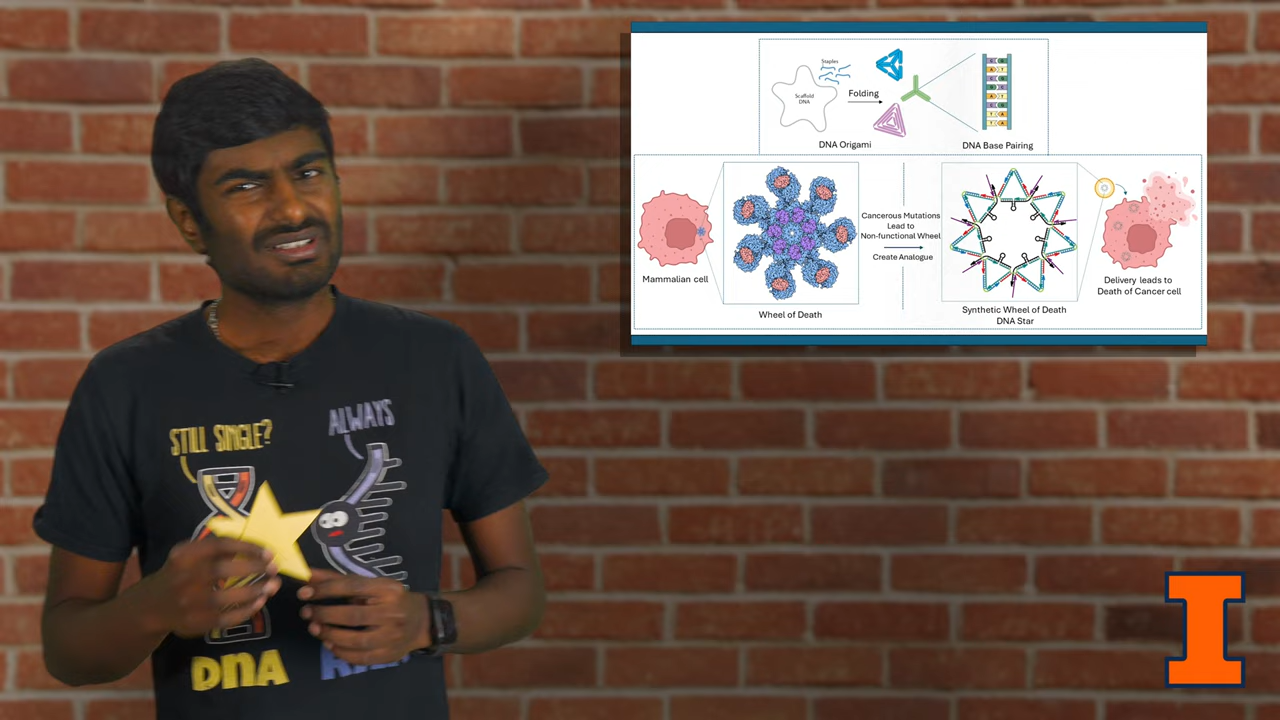 Staples
Scaffold
DNA
Folding
DNA Origami
DNA Base Pairing
Mammalian cell
Wheel of Death
Cancerous Mutations
Lead to
Non-functional Wheel
Create Analogue
Synthetic Wheel of Death
DNA Star
Delivery leads to
Death of Cancer cell
STILL SINGLE?
ALWAYS
DNA
I